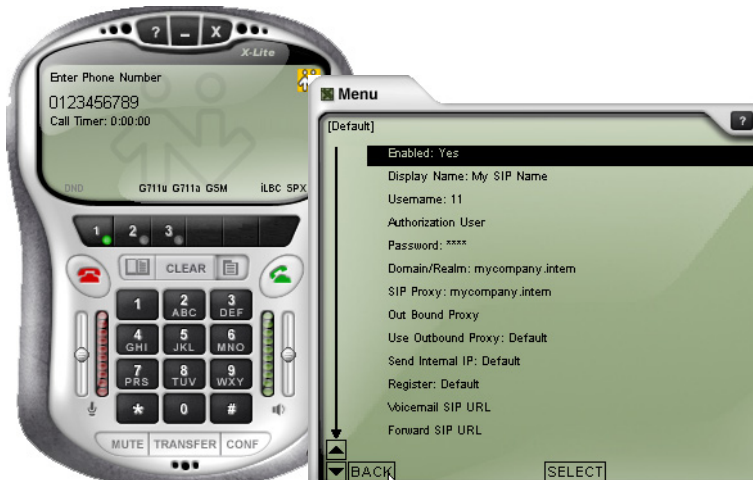 ? – X
X-Lite
Enter Phone Number
0123456789
Call Timer: 0:00:00
DND G711u G711a GSM iLBC SPX
1 2 3
CLEAR
1 2 ABC 3 DEF
4 GHI 5 JKL 6 MNO
7 PRS 8 TUV 9 WXY
* 0 #
MUTE TRANSFER CONF
Menu
[Default] ?
Enabled: Yes
Display Name: My SIP Name
Username: 11
Authorization User
Password: ****
Domain/Realm: mycompany.intern
SIP Proxy: mycompany.intern
Out Bound Proxy
Use Outbound Proxy: Default
Send Internal IP: Default
Register: Default
Voicemail SIP URL
Forward SIP URL
BACK SELECT